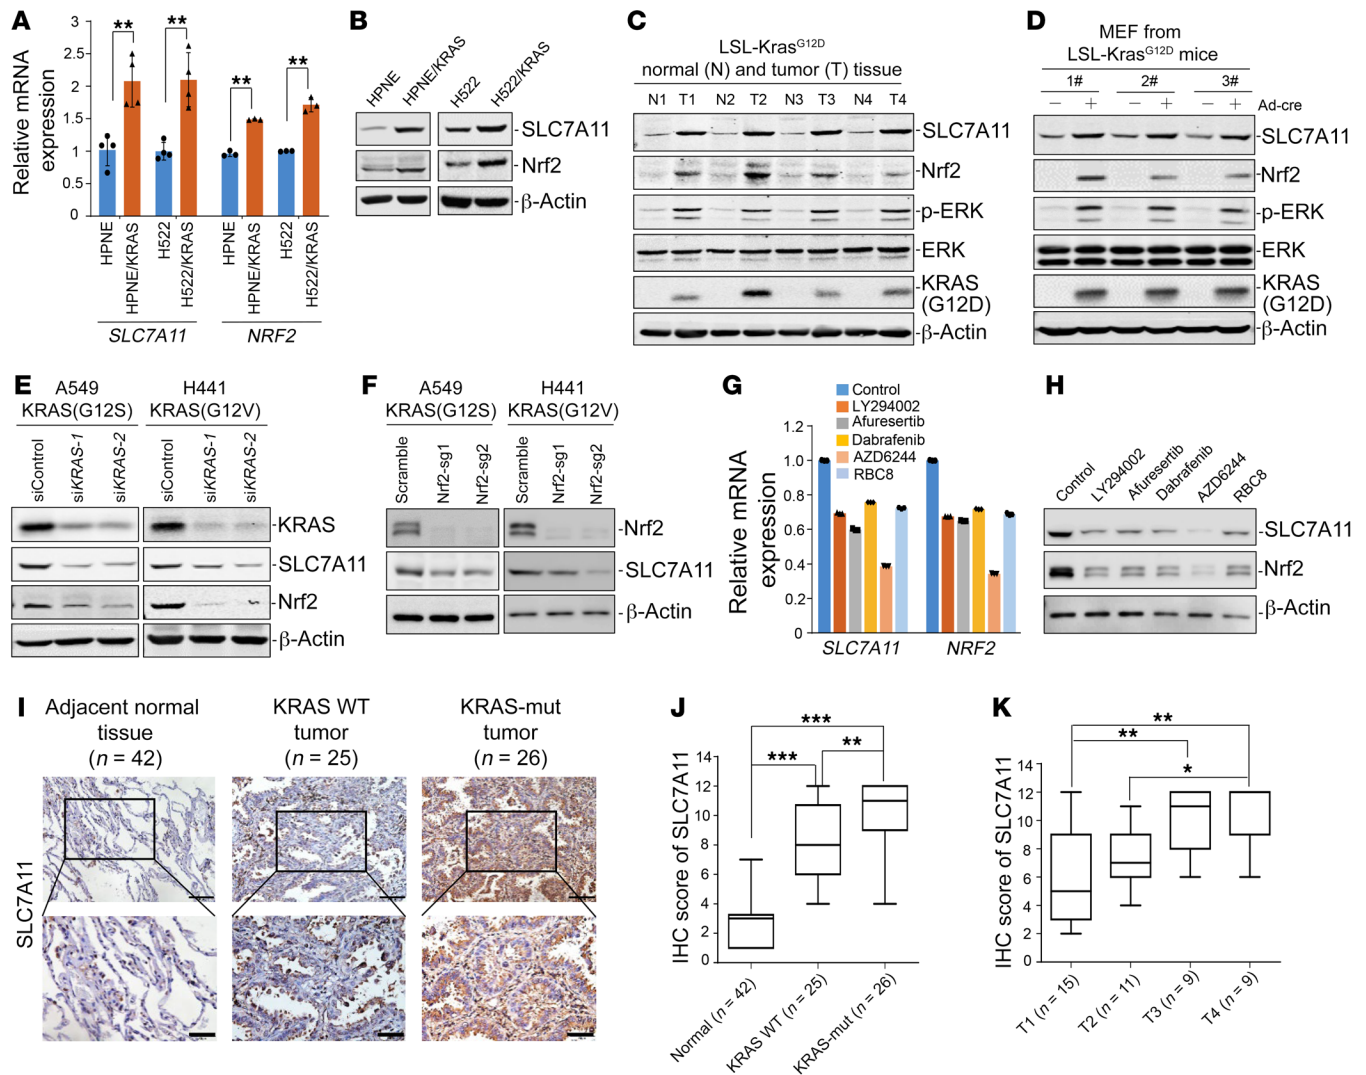 A
Relative mRNA
expression
3
2.5
2
1.5
1
0.5
0
**
**
**
**
HPNE
HPNE/KRAS
H522
H522/KRAS
HPNE
HPNE/KRAS
H522
H522/KRAS
SLC7A11
NRF2
B
HPNE
HPNE/KRAS
H522
H522/KRAS
SLC7A11
Nrf2
β-Actin
C
LSL-KrasG12D
normal (N) and tumor (T) tissue
N1 T1 N2 T2 N3 T3 N4 T4
SLC7A11
Nrf2
p-ERK
ERK
KRAS
(G12D)
β-Actin
D
MEF from
LSL-KrasG12D mice
1# 2# 3#
− + − + − + Ad-cre
SLC7A11
Nrf2
p-ERK
ERK
KRAS
(G12D)
β-Actin
E
A549
KRAS(G12S)
H441
KRAS(G12V)
siControl
siKRAS-1
siKRAS-2
siControl
siKRAS-1
siKRAS-2
KRAS
SLC7A11
Nrf2
β-Actin
F
A549
KRAS(G12S)
H441
KRAS(G12V)
Scramble
Nrf2-sg1
Nrf2-sg2
Scramble
Nrf2-sg1
Nrf2-sg2
Nrf2
SLC7A11
β-Actin
G
Control
LY294002
Afuresertib
Dabrafenib
AZD6244
RBC8
Relative mRNA
expression
1.2
1.0
0.8
0.6
0.4
0.2
0
SLC7A11
NRF2
H
Control
LY294002
Afuresertib
Dabrafenib
AZD6244
RBC8
SLC7A11
Nrf2
β-Actin
I
Adjacent normal
tissue
(n = 42)
KRAS WT
tumor
(n = 25)
KRAS-mut
tumor
(n = 26)
SLC7A11
J
IHC score of SLC7A11
14
12
10
8
6
4
2
0
***
***
**
Normal (n = 42)
KRAS WT (n = 25)
KRAS-mut (n = 26)
K
IHC score of SLC7A11
14
12
10
8
6
4
2
0
**
**
*
T1 (n = 15)
T2 (n = 11)
T3 (n = 9)
T4 (n = 9)